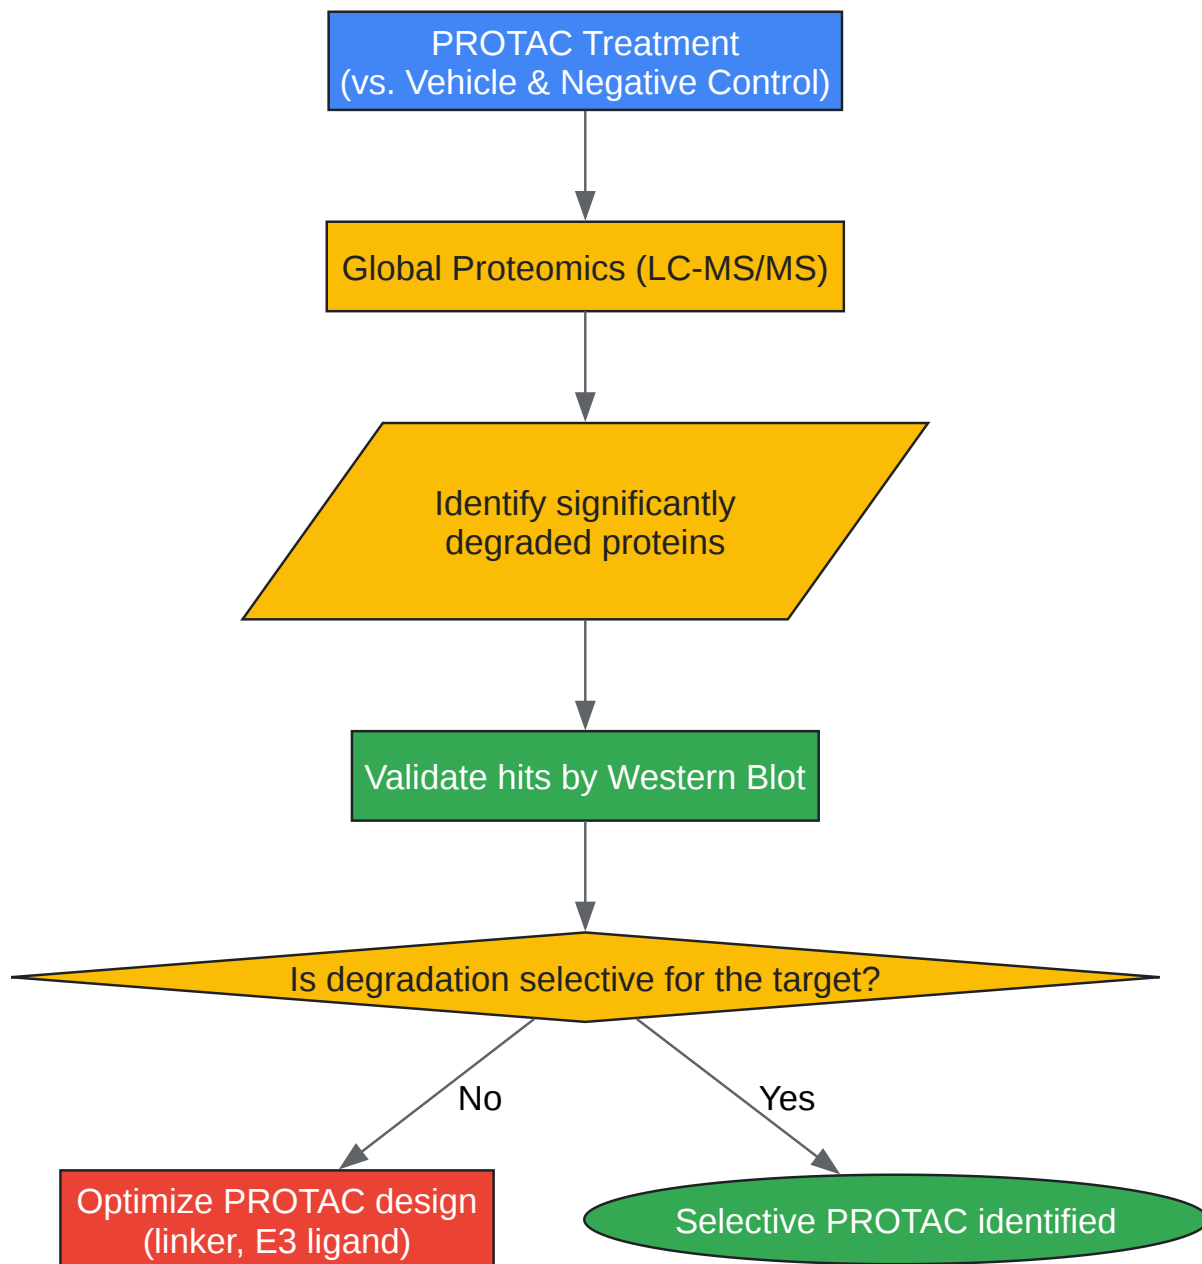 PROTAC Treatment
(vs. Vehicle & Negative Control)
Global Proteomics (LC-MS/MS)
Identify significantly
degraded proteins
Validate hits by Western Blot
Is degradation selective for the target?
No
Yes
Optimize PROTAC design
(linker, E3 ligand)
Selective PROTAC identified